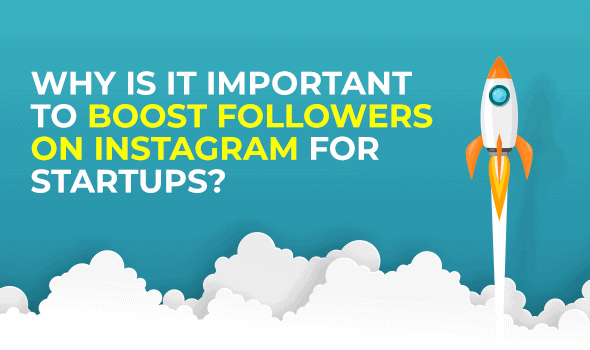 WHY IS IT IMPORTANT
TO BOOST FOLLOWERS
ON INSTAGRAM FOR
STARTUPS?